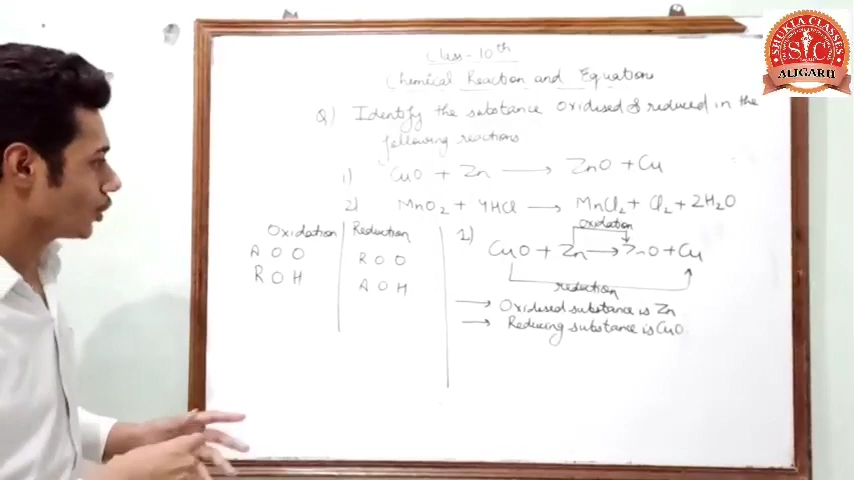 Class-10th
Chemical Reaction and Equation
Q) Identify the substance oxidised & reduced in the
following reactions
1) CuO + Zn → ZnO + Cu
2) MnO₂ + 4HCl → MnCl₂ + Cl₂ + 2H₂O
Oxidation
A O O
R O H
Reduction
R O O
A O H
1)
oxidation
CuO + Zn → ZnO + Cu
reduction
→ Oxidised substance is Zn
→ Reducing substance is CuO
SHUKLA CLASSES
SC
ALIGARH